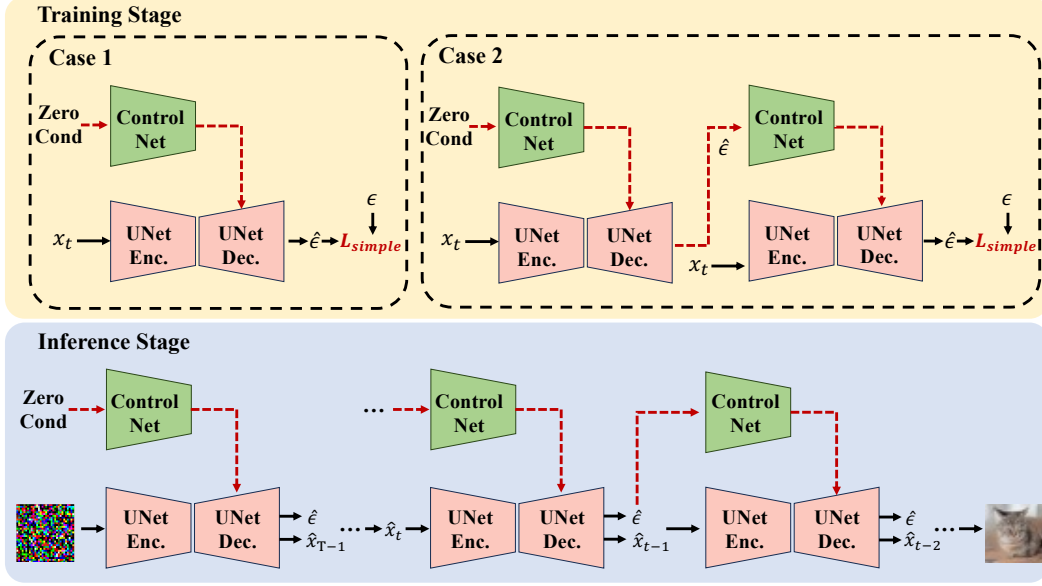 Training Stage
Case 1
Zero
Cond
Control
Net
x_t
UNet
Enc.
UNet
Dec.
ϵ̂
ϵ
L_simple
Case 2
Zero
Cond
Control
Net
x_t
UNet
Enc.
UNet
Dec.
ϵ̂
Control
Net
x_t
UNet
Enc.
UNet
Dec.
ϵ̂
ϵ
L_simple
Inference Stage
Zero
Cond
Control
Net
UNet
Enc.
UNet
Dec.
ϵ̂
x̂_{T−1}
...
x̂_t
...
Control
Net
UNet
Enc.
UNet
Dec.
ϵ̂
x̂_{t−1}
Control
Net
UNet
Enc.
UNet
Dec.
ϵ̂
x̂_{t−2}
...